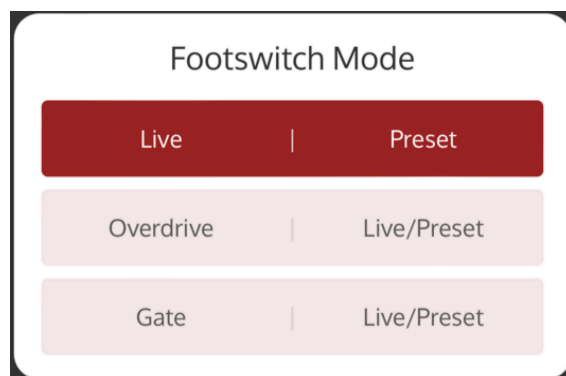 Footswitch Mode
Live | Preset
Overdrive | Live/Preset
Gate | Live/Preset